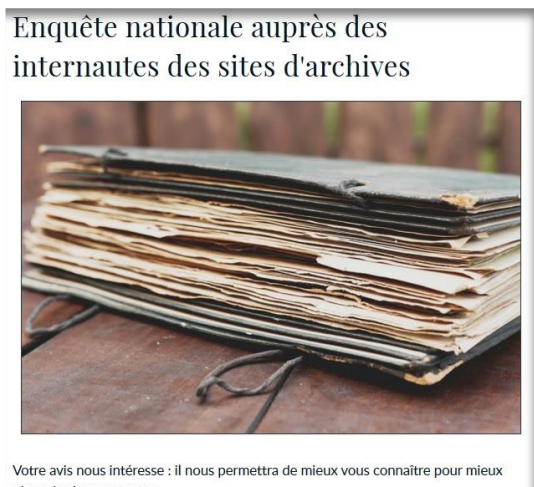 Enquête nationale auprès des
internautes des sites d'archives
Votre avis nous intéresse : il nous permettra de mieux vous connaître pour mieux